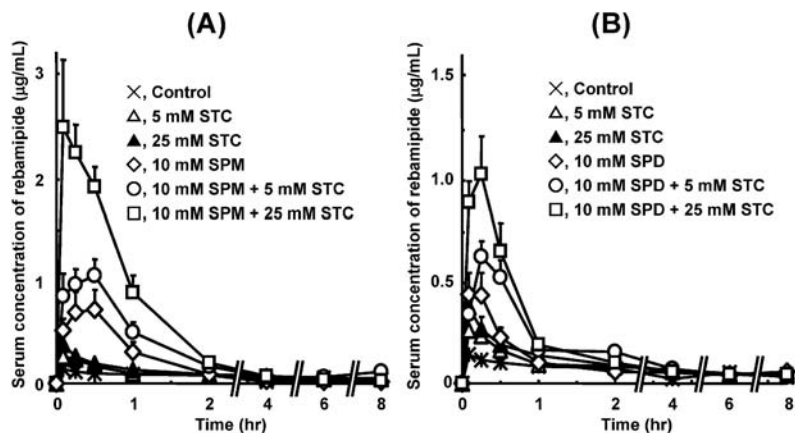 (A)
Serum concentration of rebamipide (μg/mL)
3
2
1
0
✕, Control
△, 5 mM STC
▲, 25 mM STC
◇, 10 mM SPM
○, 10 mM SPM + 5 mM STC
□, 10 mM SPM + 25 mM STC
0 1 2 4 6 8
Time (hr)
(B)
Serum concentration of rebamipide (μg/mL)
1.5
1.0
0.5
0
✕, Control
△, 5 mM STC
▲, 25 mM STC
◇, 10 mM SPD
○, 10 mM SPD + 5 mM STC
□, 10 mM SPD + 25 mM STC
0 1 2 4 6 8
Time (hr)